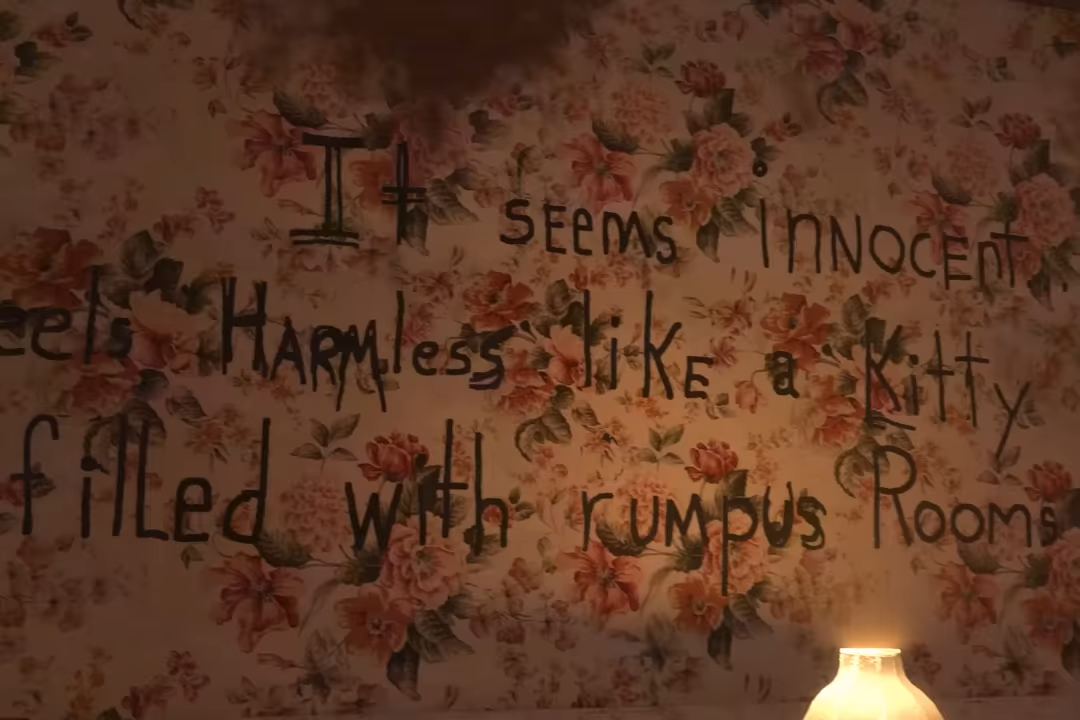 It seems innocent,
eels Harmless like a Kitty
filled with rumpus Rooms